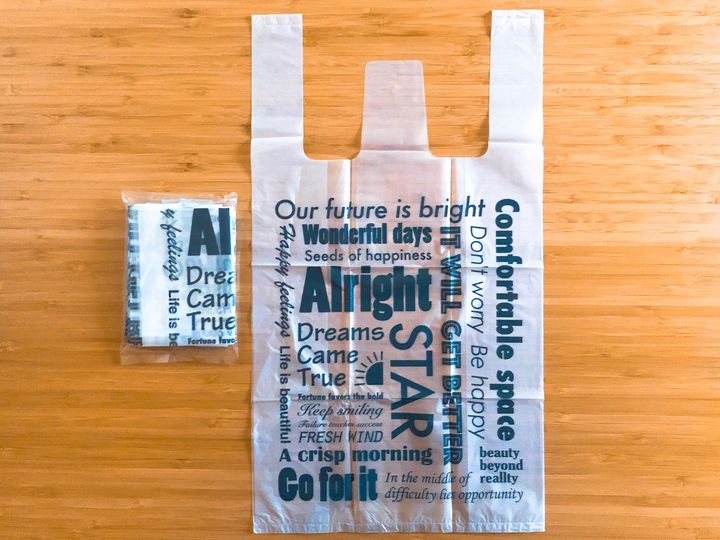 Our future is bright
Wonderful days
Seeds of happiness
Alright
Dreams
Came
True
Happy feelings
Life is beautiful
STAR
IT WILL GET BETTER
Don't worry Be happy
Comfortable space
Fortune favors the bold
Keep smiling
Failure teaches success
FRESH WIND
A crisp morning
Go for it
In the middle of
difficulty lies opportunity
beauty
beyond
reallty
y feelings
Life is be
Al
Drea
Cam
True
Fortune favo